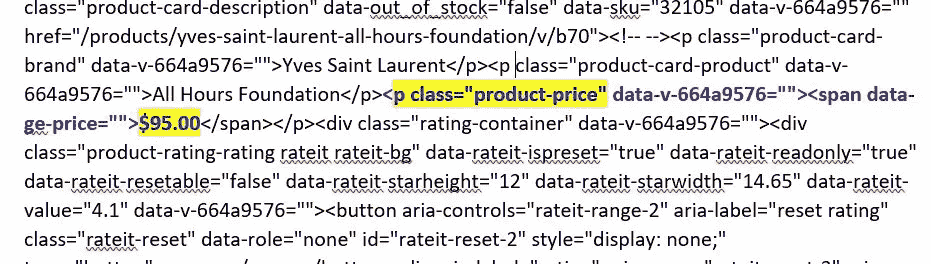 class="product-card-description" data-out_of_stock="false" data-sku="32105" data-v-664a9576=""
href="/products/yves-saint-laurent-all-hours-foundation/v/b70"><!-- --><p class="product-card-
brand" data-v-664a9576="">Yves Saint Laurent</p><p class="product-card-product" data-v-
664a9576="">All Hours Foundation</p><p class="product-price" data-v-664a9576=""><span data-
ge-price="">$95.00</span></p><div class="rating-container" data-v-664a9576=""><div
class="product-rating-rating rateit rateit-bg" data-rateit-ispreset="true" data-rateit-readonly="true"
data-rateit-resetable="false" data-rateit-starheight="12" data-rateit-starwidth="14.65" data-rateit-
value="4.1" data-v-664a9576=""><button aria-controls="rateit-range-2" aria-label="reset rating"
class="rateit-reset" data-role="none" id="rateit-reset-2" style="display: none;"